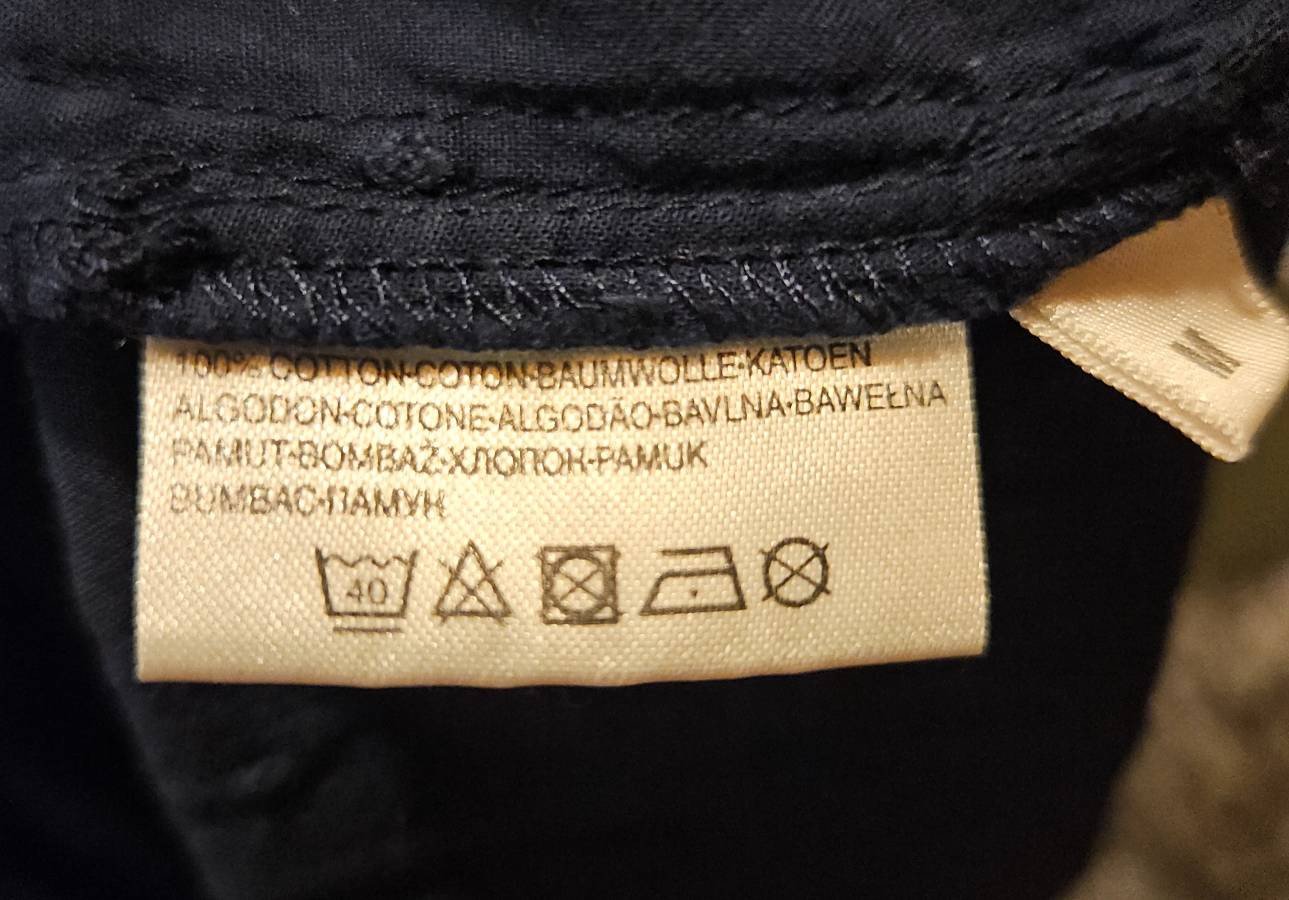 100% COTTON•COTON•BAUMWOLLE•KATOEN
ALGODON•COTONE•ALGODÃO•BAVLNA•BAWEŁNA
PAMUT•BOMBAŽ•ХЛОПОК•PAMUK
BUMBAC•ПАМУК
40
M